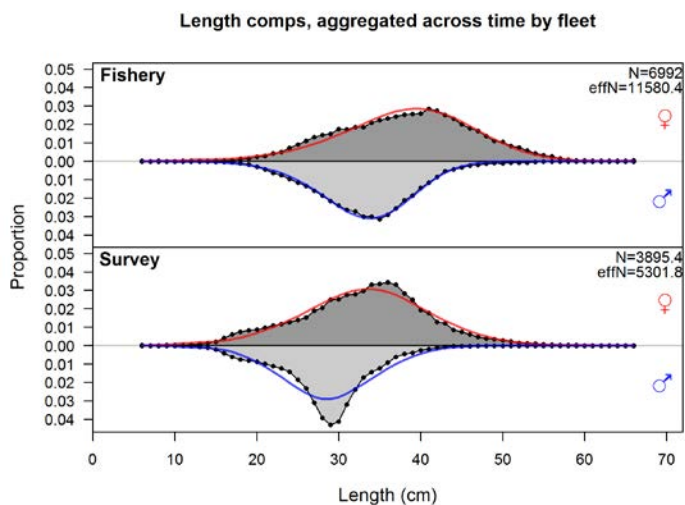 Length comps, aggregated across time by fleet
Fishery
N=6992
effN=11580.4
♀
♂
0.05
0.04
0.03
0.02
0.01
0.00
0.01
0.02
0.03
0.04
Survey
N=3895.4
effN=5301.8
♀
♂
0.05
0.04
0.03
0.02
0.01
0.00
0.01
0.02
0.03
0.04
Proportion
0 10 20 30 40 50 60 70
Length (cm)